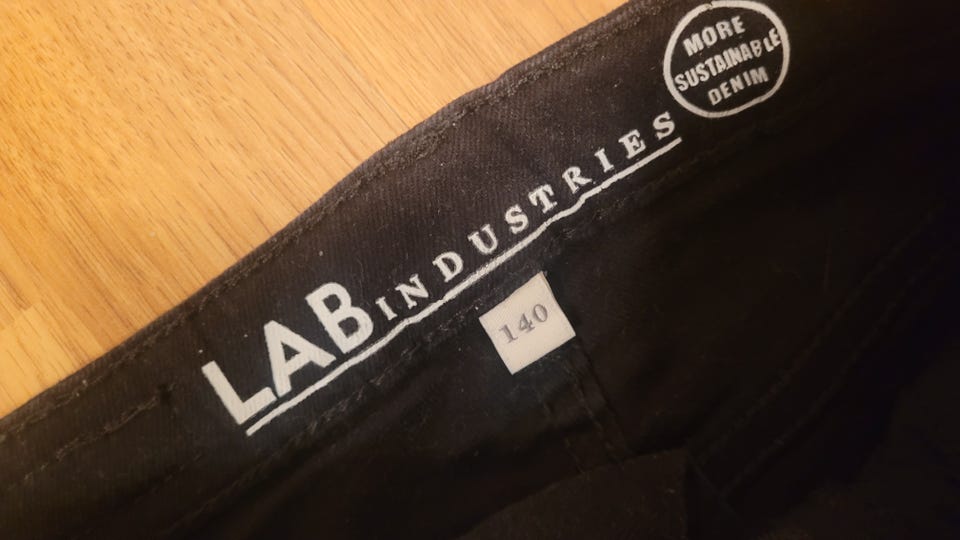 MORE
SUSTAINABLE
DENIM
LAB INDUSTRIES
140